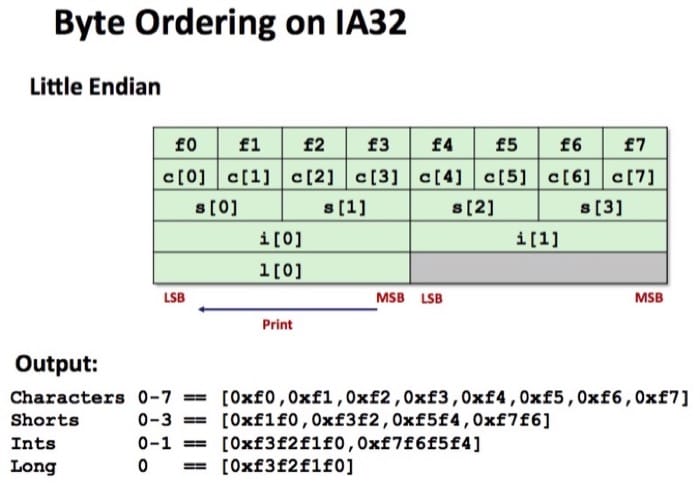 Byte Ordering on IA32
Little Endian
f0 f1 f2 f3 f4 f5 f6 f7
c[0] c[1] c[2] c[3] c[4] c[5] c[6] c[7]
s[0] s[1] s[2] s[3]
i[0] i[1]
l[0]
LSB MSB LSB MSB
Print
Output:
Characters 0-7 == [0xf0,0xf1,0xf2,0xf3,0xf4,0xf5,0xf6,0xf7]
Shorts 0-3 == [0xf1f0,0xf3f2,0xf5f4,0xf7f6]
Ints 0-1 == [0xf3f2f1f0,0xf7f6f5f4]
Long 0 == [0xf3f2f1f0]